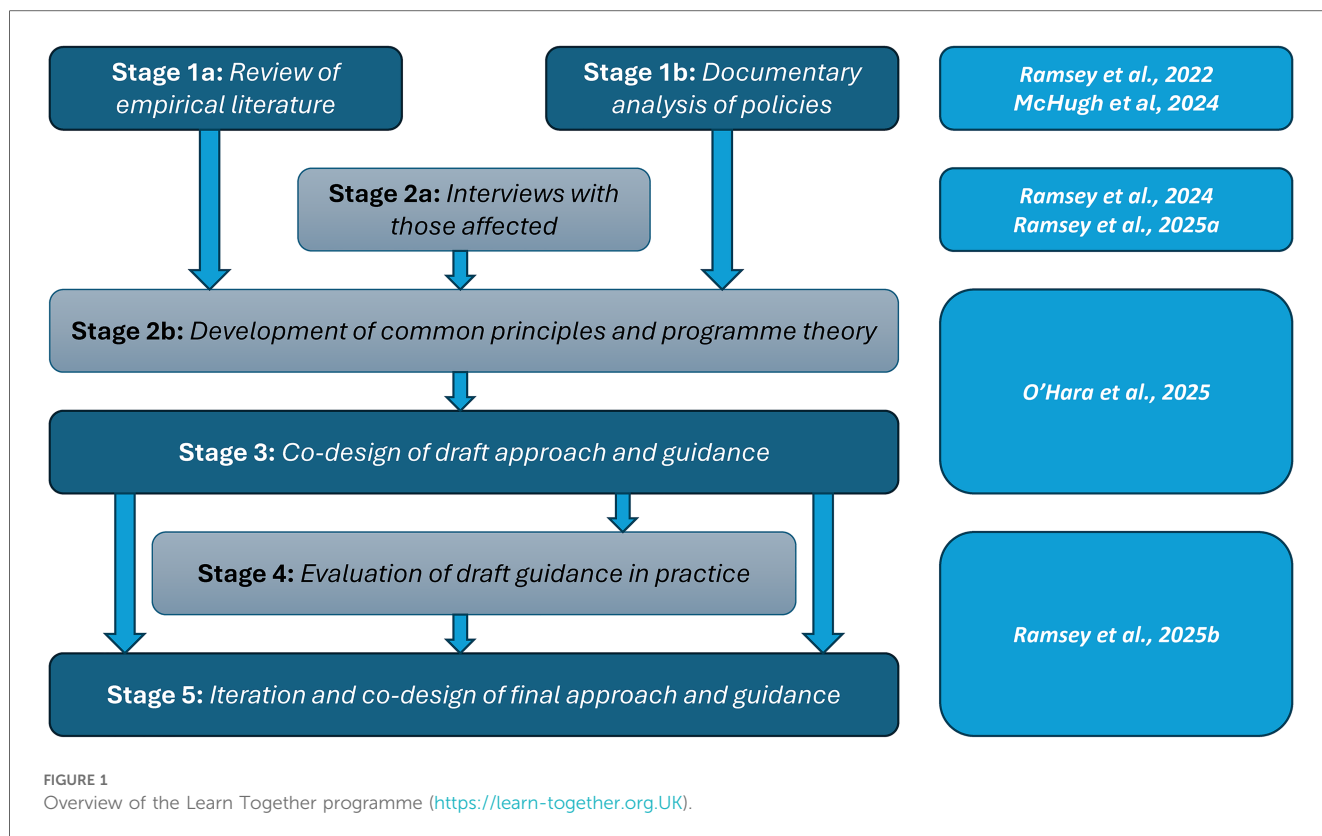 Stage 1a: Review of
empirical literature
Stage 1b: Documentary
analysis of policies
Ramsey et al., 2022
McHugh et al, 2024
Stage 2a: Interviews with
those affected
Ramsey et al., 2024
Ramsey et al., 2025a
Stage 2b: Development of common principles and programme theory
O’Hara et al., 2025
Stage 3: Co-design of draft approach and guidance
Stage 4: Evaluation of draft guidance in practice
Ramsey et al., 2025b
Stage 5: Iteration and co-design of final approach and guidance
FIGURE 1
Overview of the Learn Together programme (https://learn-together.org.UK).